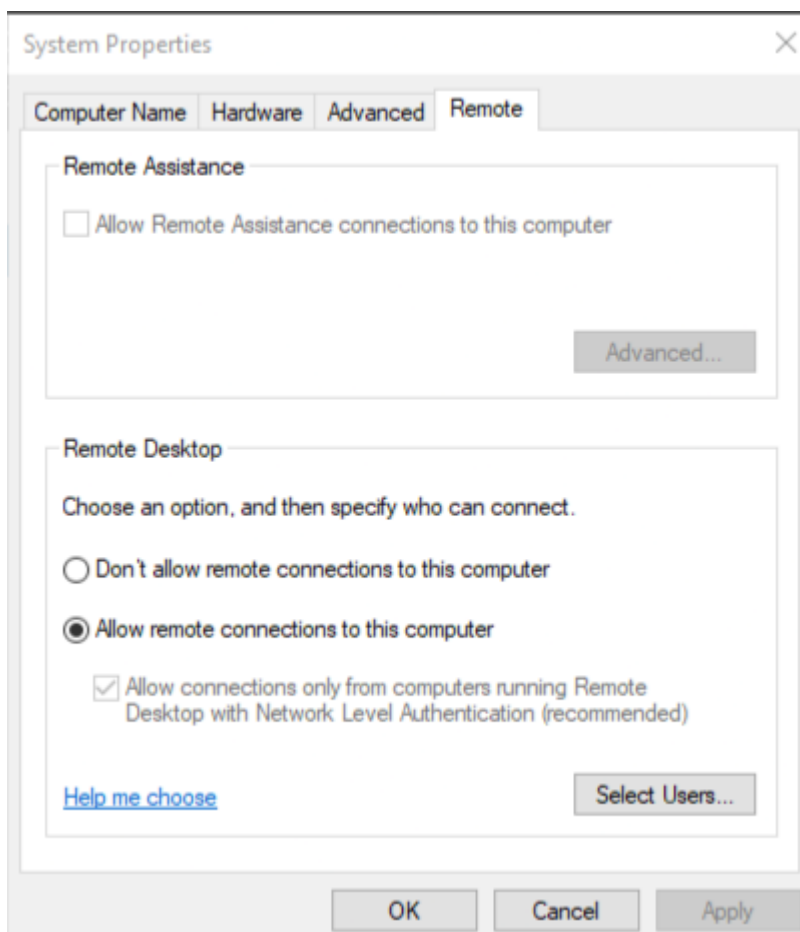 System Properties
Computer Name Hardware Advanced Remote
Remote Assistance
Allow Remote Assistance connections to this computer
Advanced...
Remote Desktop
Choose an option, and then specify who can connect.
Don't allow remote connections to this computer
Allow remote connections to this computer
Allow connections only from computers running Remote
Desktop with Network Level Authentication (recommended)
Help me choose Select Users...
OK Cancel Apply